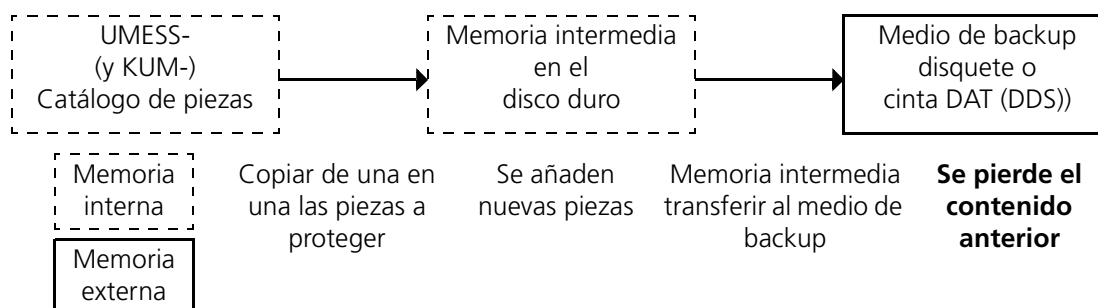 UMESS-
(y KUM-)
Catálogo de piezas
Memoria intermedia
en el
disco duro
Medio de backup
disquete o
cinta DAT (DDS))
Memoria
interna
Copiar de una en
una las piezas a
proteger
Se añaden
nuevas piezas
Memoria intermedia
transferir al medio de
backup
Se pierde el
contenido
anterior
Memoria
externa